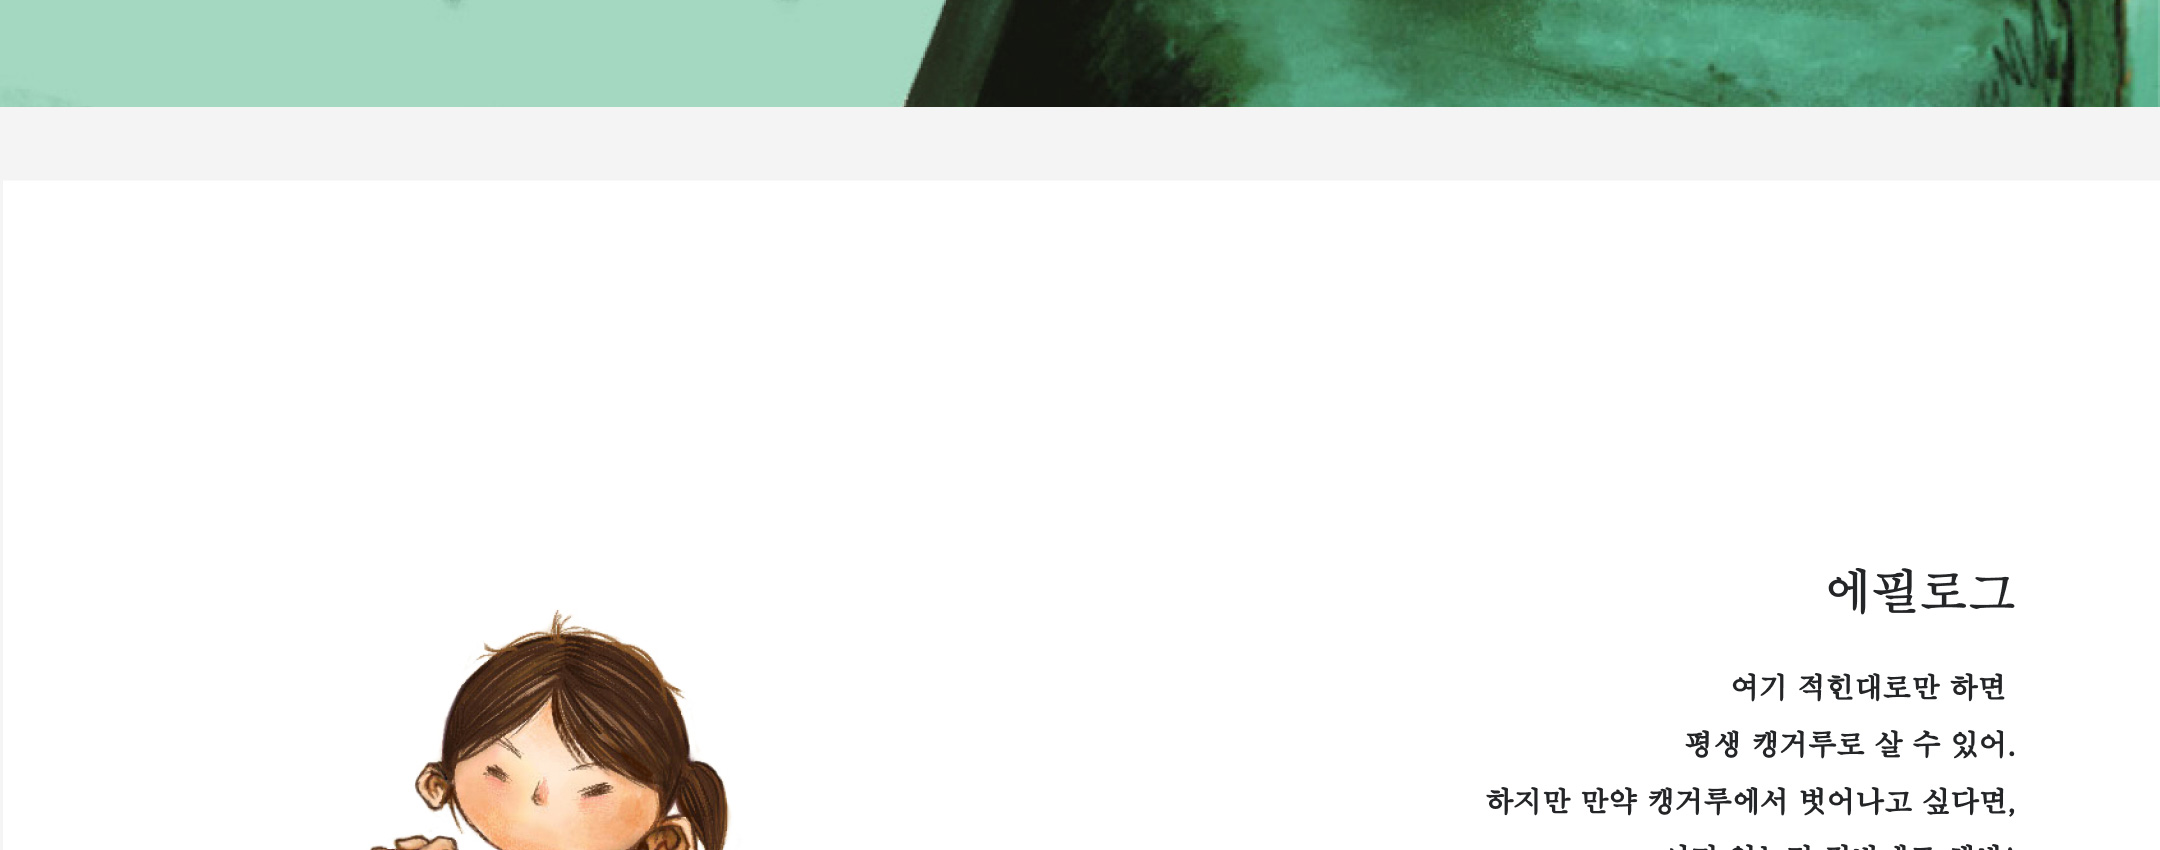 에필로그
여기 적힌대로만 하면
평생 캥거루로 살 수 있어.
하지만 만약 캥거루에서 벗어나고 싶다면,